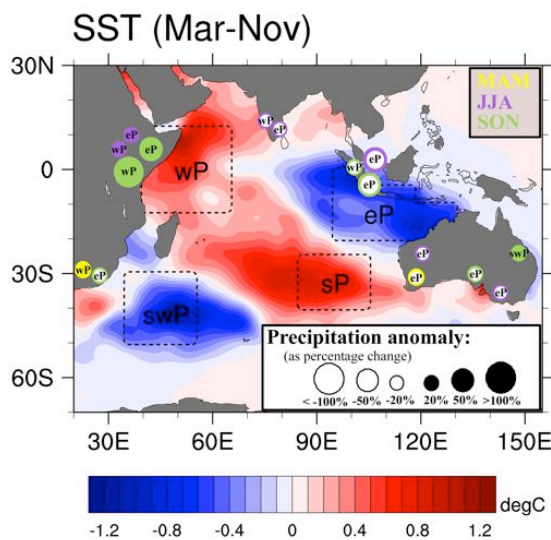 SST (Mar-Nov)
30N
0
30S
60S
MAM
JJA
SON
wP
eP
eP
wP
eP
wP
eP
wP
eP
wP
eP
wP
eP
sP
swP
swP
eP
eP
eP
eP
wP
eP
Precipitation anomaly:
(as percentage change)
< -100% -50% -20% 20% 50% >100%
30E 60E 90E 120E 150E
-1.2 -0.8 -0.4 0 0.4 0.8 1.2
degC